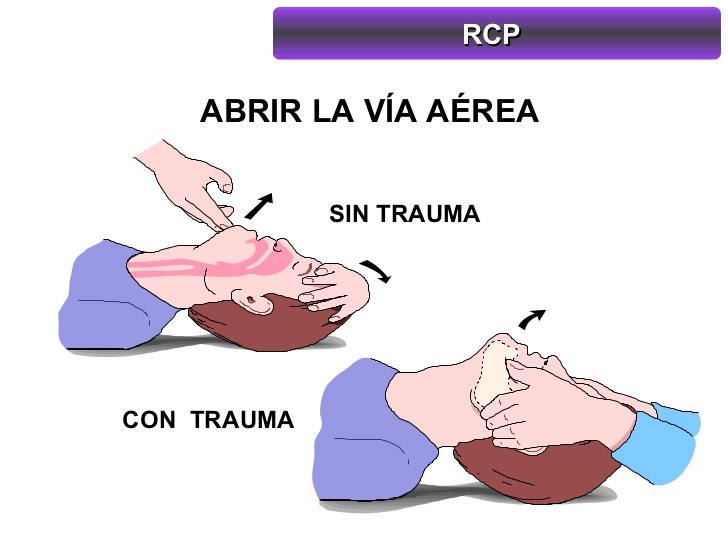 RCP
ABRIR LA VÍA AÉREA
SIN TRAUMA
CON TRAUMA